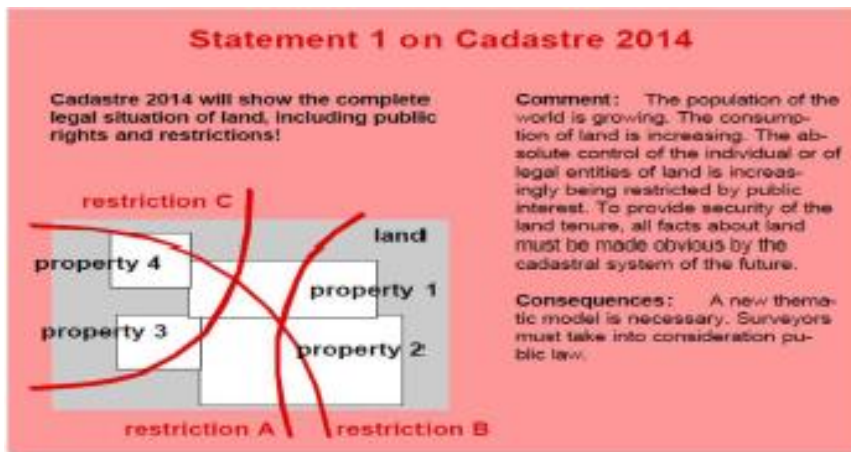 Statement 1 on Cadastre 2014
Cadastre 2014 will show the complete
legal situation of land, including public
rights and restrictions!
restriction C
land
property 4
property 1
property 3
property 2
restriction A
restriction B
Comment: The population of the
world is growing. The consump-
tion of land is increasing. The ab-
solute control of the individual or of
legal entities of land is increas-
ingly being restricted by public
interest. To provide security of the
land tenure, all facts about land
must be made obvious by the
cadastral system of the future.
Consequences: A new thema-
tic model is necessary. Surveyors
must take into consideration pu-
blic law.